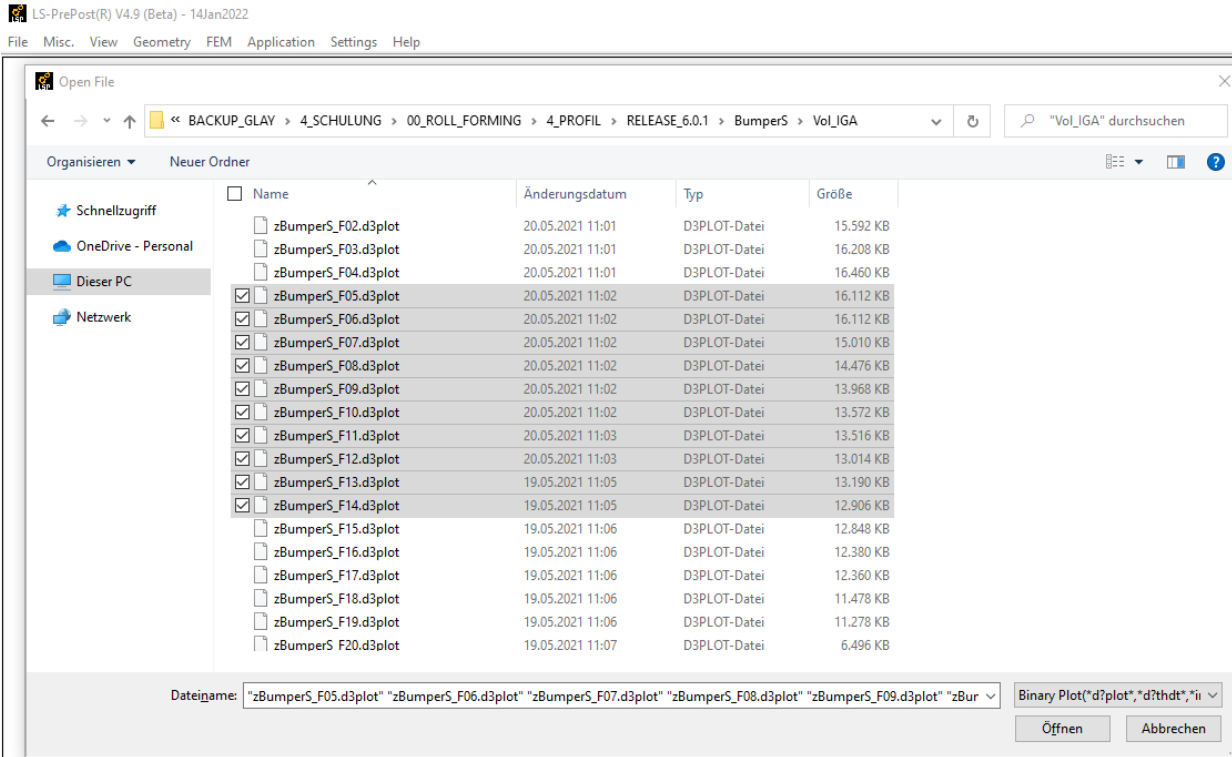 LS-PrePost(R) V4.9 (Beta) - 14Jan2022
File Misc. View Geometry FEM Application Settings Help
Open File
« BACKUP_GLAY > 4_SCHULUNG > 00_ROLL_FORMING > 4_PROFIL > RELEASE_6.0.1 > BumperS > Vol_IGA "Vol_IGA" durchsuchen
Organisieren Neuer Ordner
Name Änderungsdatum Typ Größe
Schnellzugriff
OneDrive - Personal
Dieser PC
Netzwerk
zBumperS_F02.d3plot 20.05.2021 11:01 D3PLOT-Datei 15.592 KB
zBumperS_F03.d3plot 20.05.2021 11:01 D3PLOT-Datei 16.208 KB
zBumperS_F04.d3plot 20.05.2021 11:01 D3PLOT-Datei 16.460 KB
zBumperS_F05.d3plot 20.05.2021 11:02 D3PLOT-Datei 16.112 KB
zBumperS_F06.d3plot 20.05.2021 11:02 D3PLOT-Datei 16.112 KB
zBumperS_F07.d3plot 20.05.2021 11:02 D3PLOT-Datei 15.010 KB
zBumperS_F08.d3plot 20.05.2021 11:02 D3PLOT-Datei 14.476 KB
zBumperS_F09.d3plot 20.05.2021 11:02 D3PLOT-Datei 13.968 KB
zBumperS_F10.d3plot 20.05.2021 11:02 D3PLOT-Datei 13.572 KB
zBumperS_F11.d3plot 20.05.2021 11:03 D3PLOT-Datei 13.516 KB
zBumperS_F12.d3plot 20.05.2021 11:03 D3PLOT-Datei 13.014 KB
zBumperS_F13.d3plot 19.05.2021 11:05 D3PLOT-Datei 13.190 KB
zBumperS_F14.d3plot 19.05.2021 11:05 D3PLOT-Datei 12.906 KB
zBumperS_F15.d3plot 19.05.2021 11:06 D3PLOT-Datei 12.848 KB
zBumperS_F16.d3plot 19.05.2021 11:06 D3PLOT-Datei 12.380 KB
zBumperS_F17.d3plot 19.05.2021 11:06 D3PLOT-Datei 12.360 KB
zBumperS_F18.d3plot 19.05.2021 11:06 D3PLOT-Datei 11.478 KB
zBumperS_F19.d3plot 19.05.2021 11:06 D3PLOT-Datei 11.278 KB
zBumperS_F20.d3plot 19.05.2021 11:07 D3PLOT-Datei 6.496 KB
Dateiname: "zBumperS_F05.d3plot" "zBumperS_F06.d3plot" "zBumperS_F07.d3plot" "zBumperS_F08.d3plot" "zBumperS_F09.d3plot" "zBur Binary Plot(*d?plot*,*d?thdt*,*ii
Öffnen Abbrechen